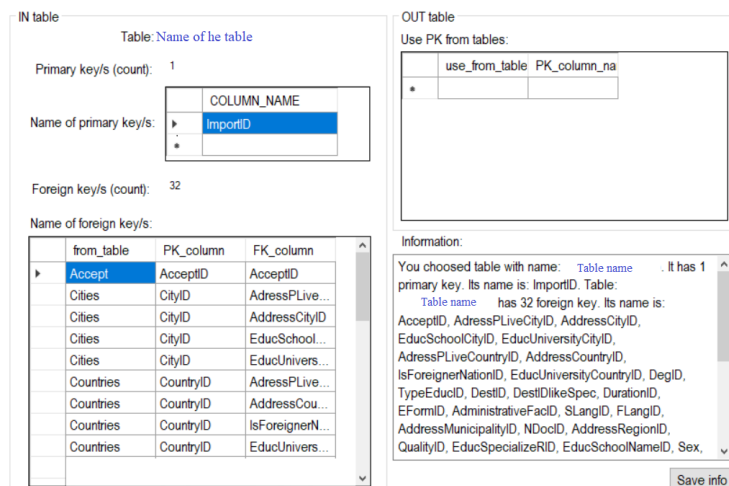 IN table
Table: Name of he table
Primary key/s (count): 1
COLUMN_NAME
Name of primary key/s:
ImportID
Foreign key/s (count): 32
Name of foreign key/s:
from_table PK_column FK_column
Accept AcceptID AcceptID
Cities CityID AdressPLive...
Cities CityID AddressCityID
Cities CityID EducSchool...
Cities CityID EducUnivers...
Countries CountryID AdressPLive...
Countries CountryID AddressCou...
Countries CountryID IsForeignerN...
Countries CountryID EducUnivers...
OUT table
Use PK from tables:
use_from_table PK_column_na
Information:
You choosed table with name: Table name . It has 1
primary key. Its name is: ImportID. Table:
Table name has 32 foreign key. Its name is:
AcceptID, AdressPLiveCityID, AddressCityID,
EducSchoolCityID, EducUniversityCityID,
AdressPLiveCountryID, AddressCountryID,
IsForeignerNationID, EducUniversityCountryID, DegID,
TypeEducID, DestID, DestIDlikeSpec, DurationID,
EFormID, AdministrativeFacID, SLangID, FLangID,
AddressMunicipalityID, NDocID, AddressRegionID,
QualityID, EducSpecializeRID, EducSchoolNameID, Sex,
Save info